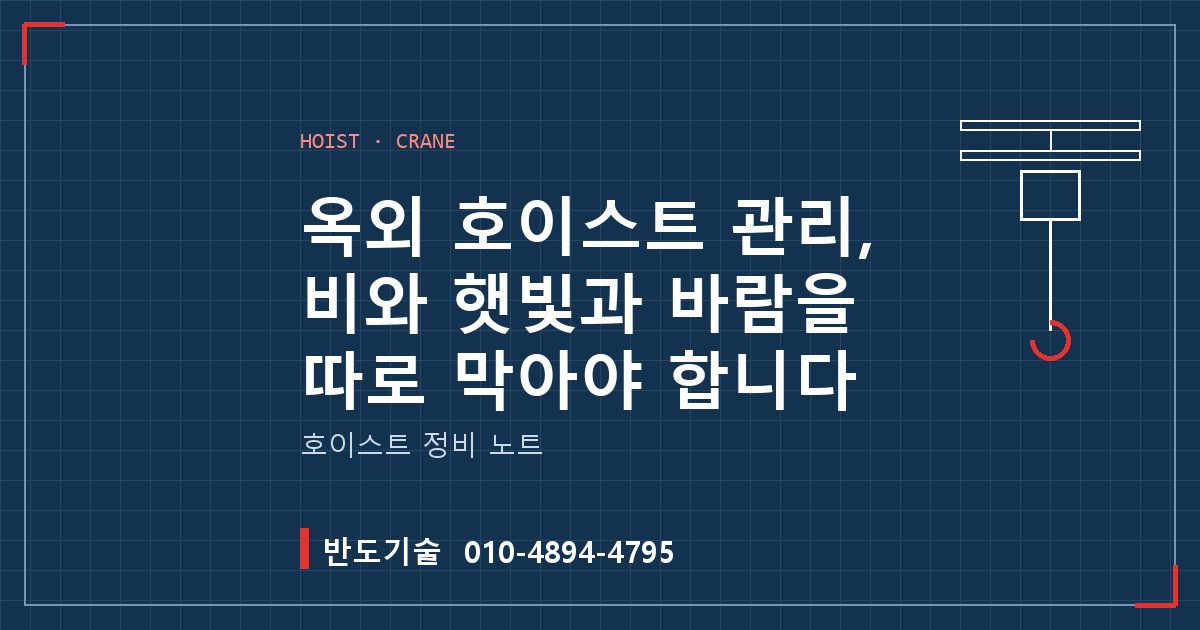 HOIST · CRANE
옥외 호이스트 관리,
비와 햇빛과 바람을
따로 막아야 합니다
호이스트 정비 노트
반도기술 010-4894-4795